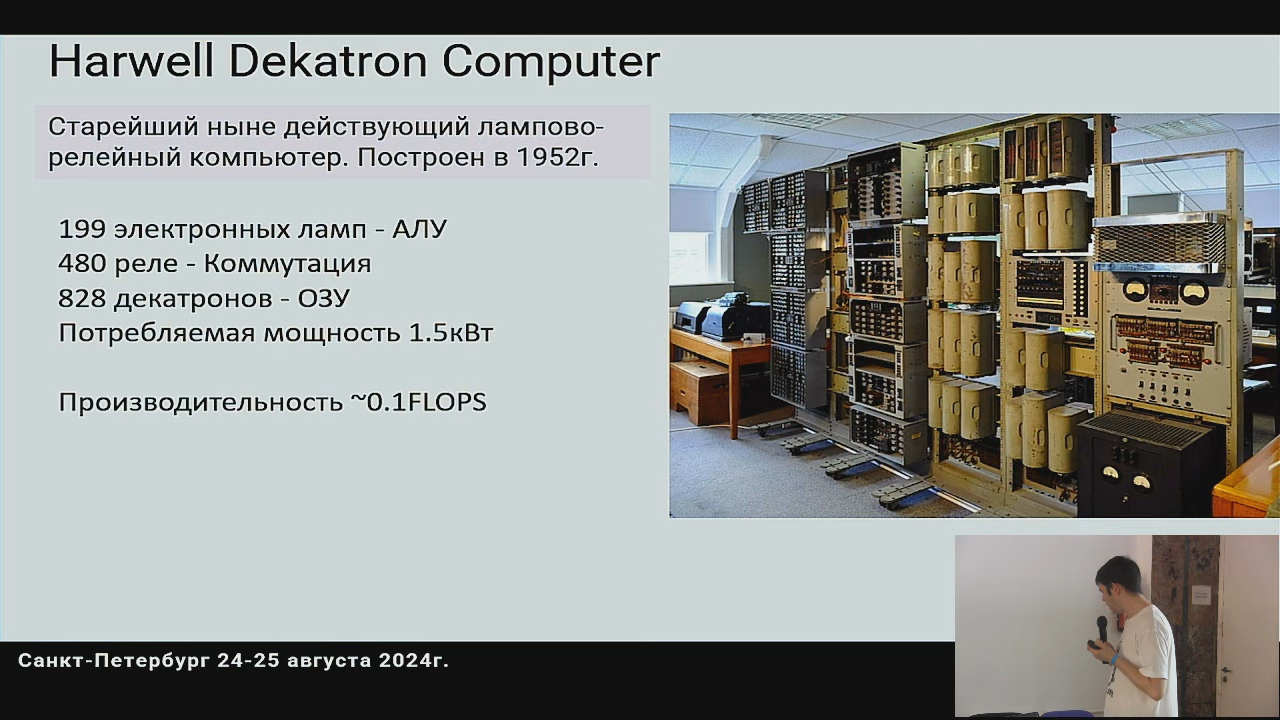 Harwell Dekatron Computer
Старейший ныне действующий лампово-
релейный компьютер. Построен в 1952г.
199 электронных ламп - АЛУ
480 реле - Коммутация
828 декатронов - ОЗУ
Потребляемая мощность 1.5кВт
Производительность ~0.1FLOPS
Санкт-Петербург 24-25 августа 2024г.